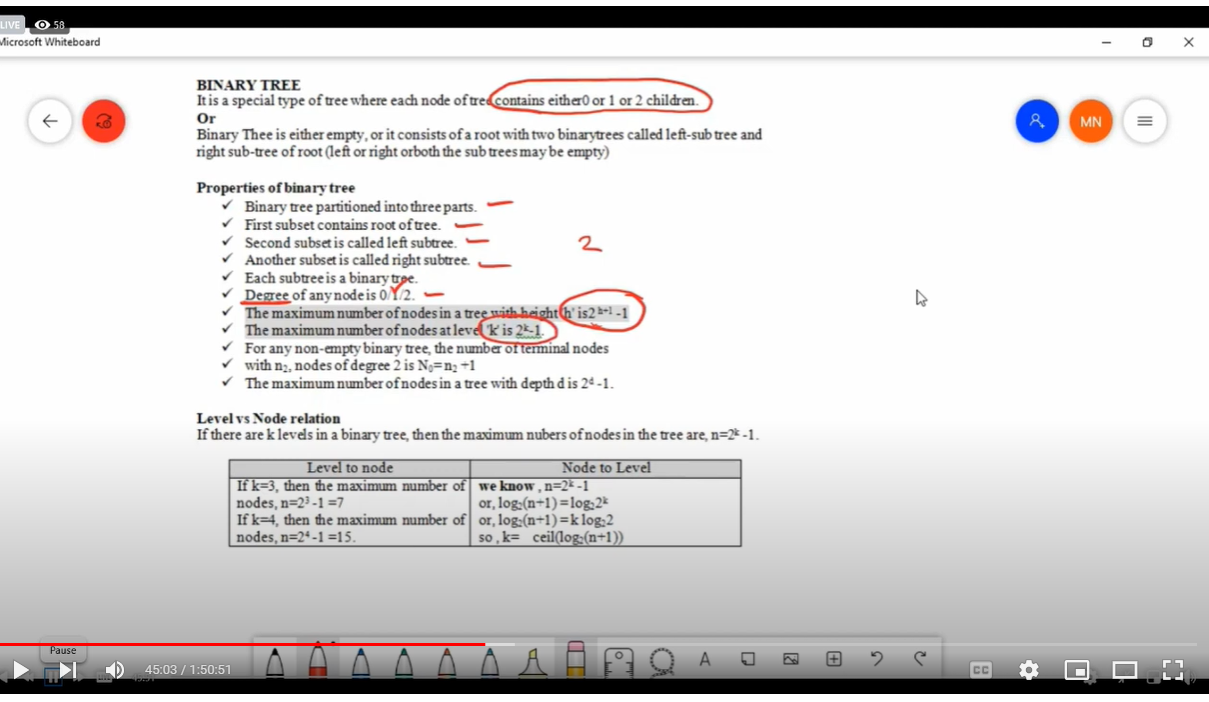 LIVE 58
Microsoft Whiteboard
BINARY TREE
It is a special type of tree where each node of tree contains either0 or 1 or 2 children.
Or
MN
Binary Thee is either empty, or it consists of a root with two binarytrees called left-sub tree and
right sub-tree of root (left or right orboth the sub trees may be empty)
Properties of binary tree
✓ Binary tree partitioned into three parts.
✓ First subset contains root of tree.
✓ Second subset is called left subtree.
2
✓ Another subset is called right subtree.
✓ Each subtree is a binary tree.
✓ Degree of any node is 0/1/2.
✓ The maximum number of nodes in a tree with height 'h' is2ʰ⁺¹ -1
✓ The maximum number of nodes at level 'k' is 2ᵏ-1.
✓ For any non-empty binary tree, the number of terminal nodes
✓ with n₂, nodes of degree 2 is N₀=n₂ +1
✓ The maximum number of nodes in a tree with depth d is 2ᵈ -1.
Level vs Node relation
If there are k levels in a binary tree, then the maximum nubers of nodes in the tree are, n=2ᵏ -1.
Level to node
Node to Level
If k=3, then the maximum number of
nodes, n=2³ -1 =7
If k=4, then the maximum number of
nodes, n=2⁴ -1 =15.
we know , n=2ᵏ -1
or, log₂(n+1) =log₂2ᵏ
or, log₂(n+1) =k log₂2
so , k= ceil(log₂(n+1))
Pause
45:03 / 1:50:51
A
CC